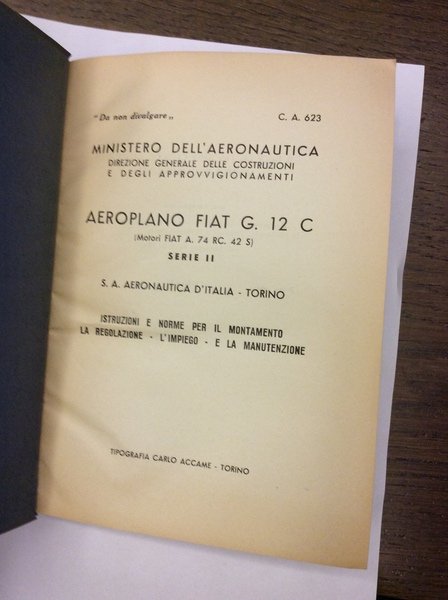 "Da non divulgare„
C. A. 623
MINISTERO DELL'AERONAUTICA
DIREZIONE GENERALE DELLE COSTRUZIONI
E DEGLI APPROVVIGIONAMENTI
AEROPLANO FIAT G. 12 C
(Motori FIAT A. 74 RC. 42 S)
SERIE II
S. A. AERONAUTICA D'ITALIA - TORINO
ISTRUZIONI E NORME PER IL MONTAMENTO
LA REGOLAZIONE - L'IMPIEGO - E LA MANUTENZIONE
TIPOGRAFIA CARLO ACCAME - TORINO